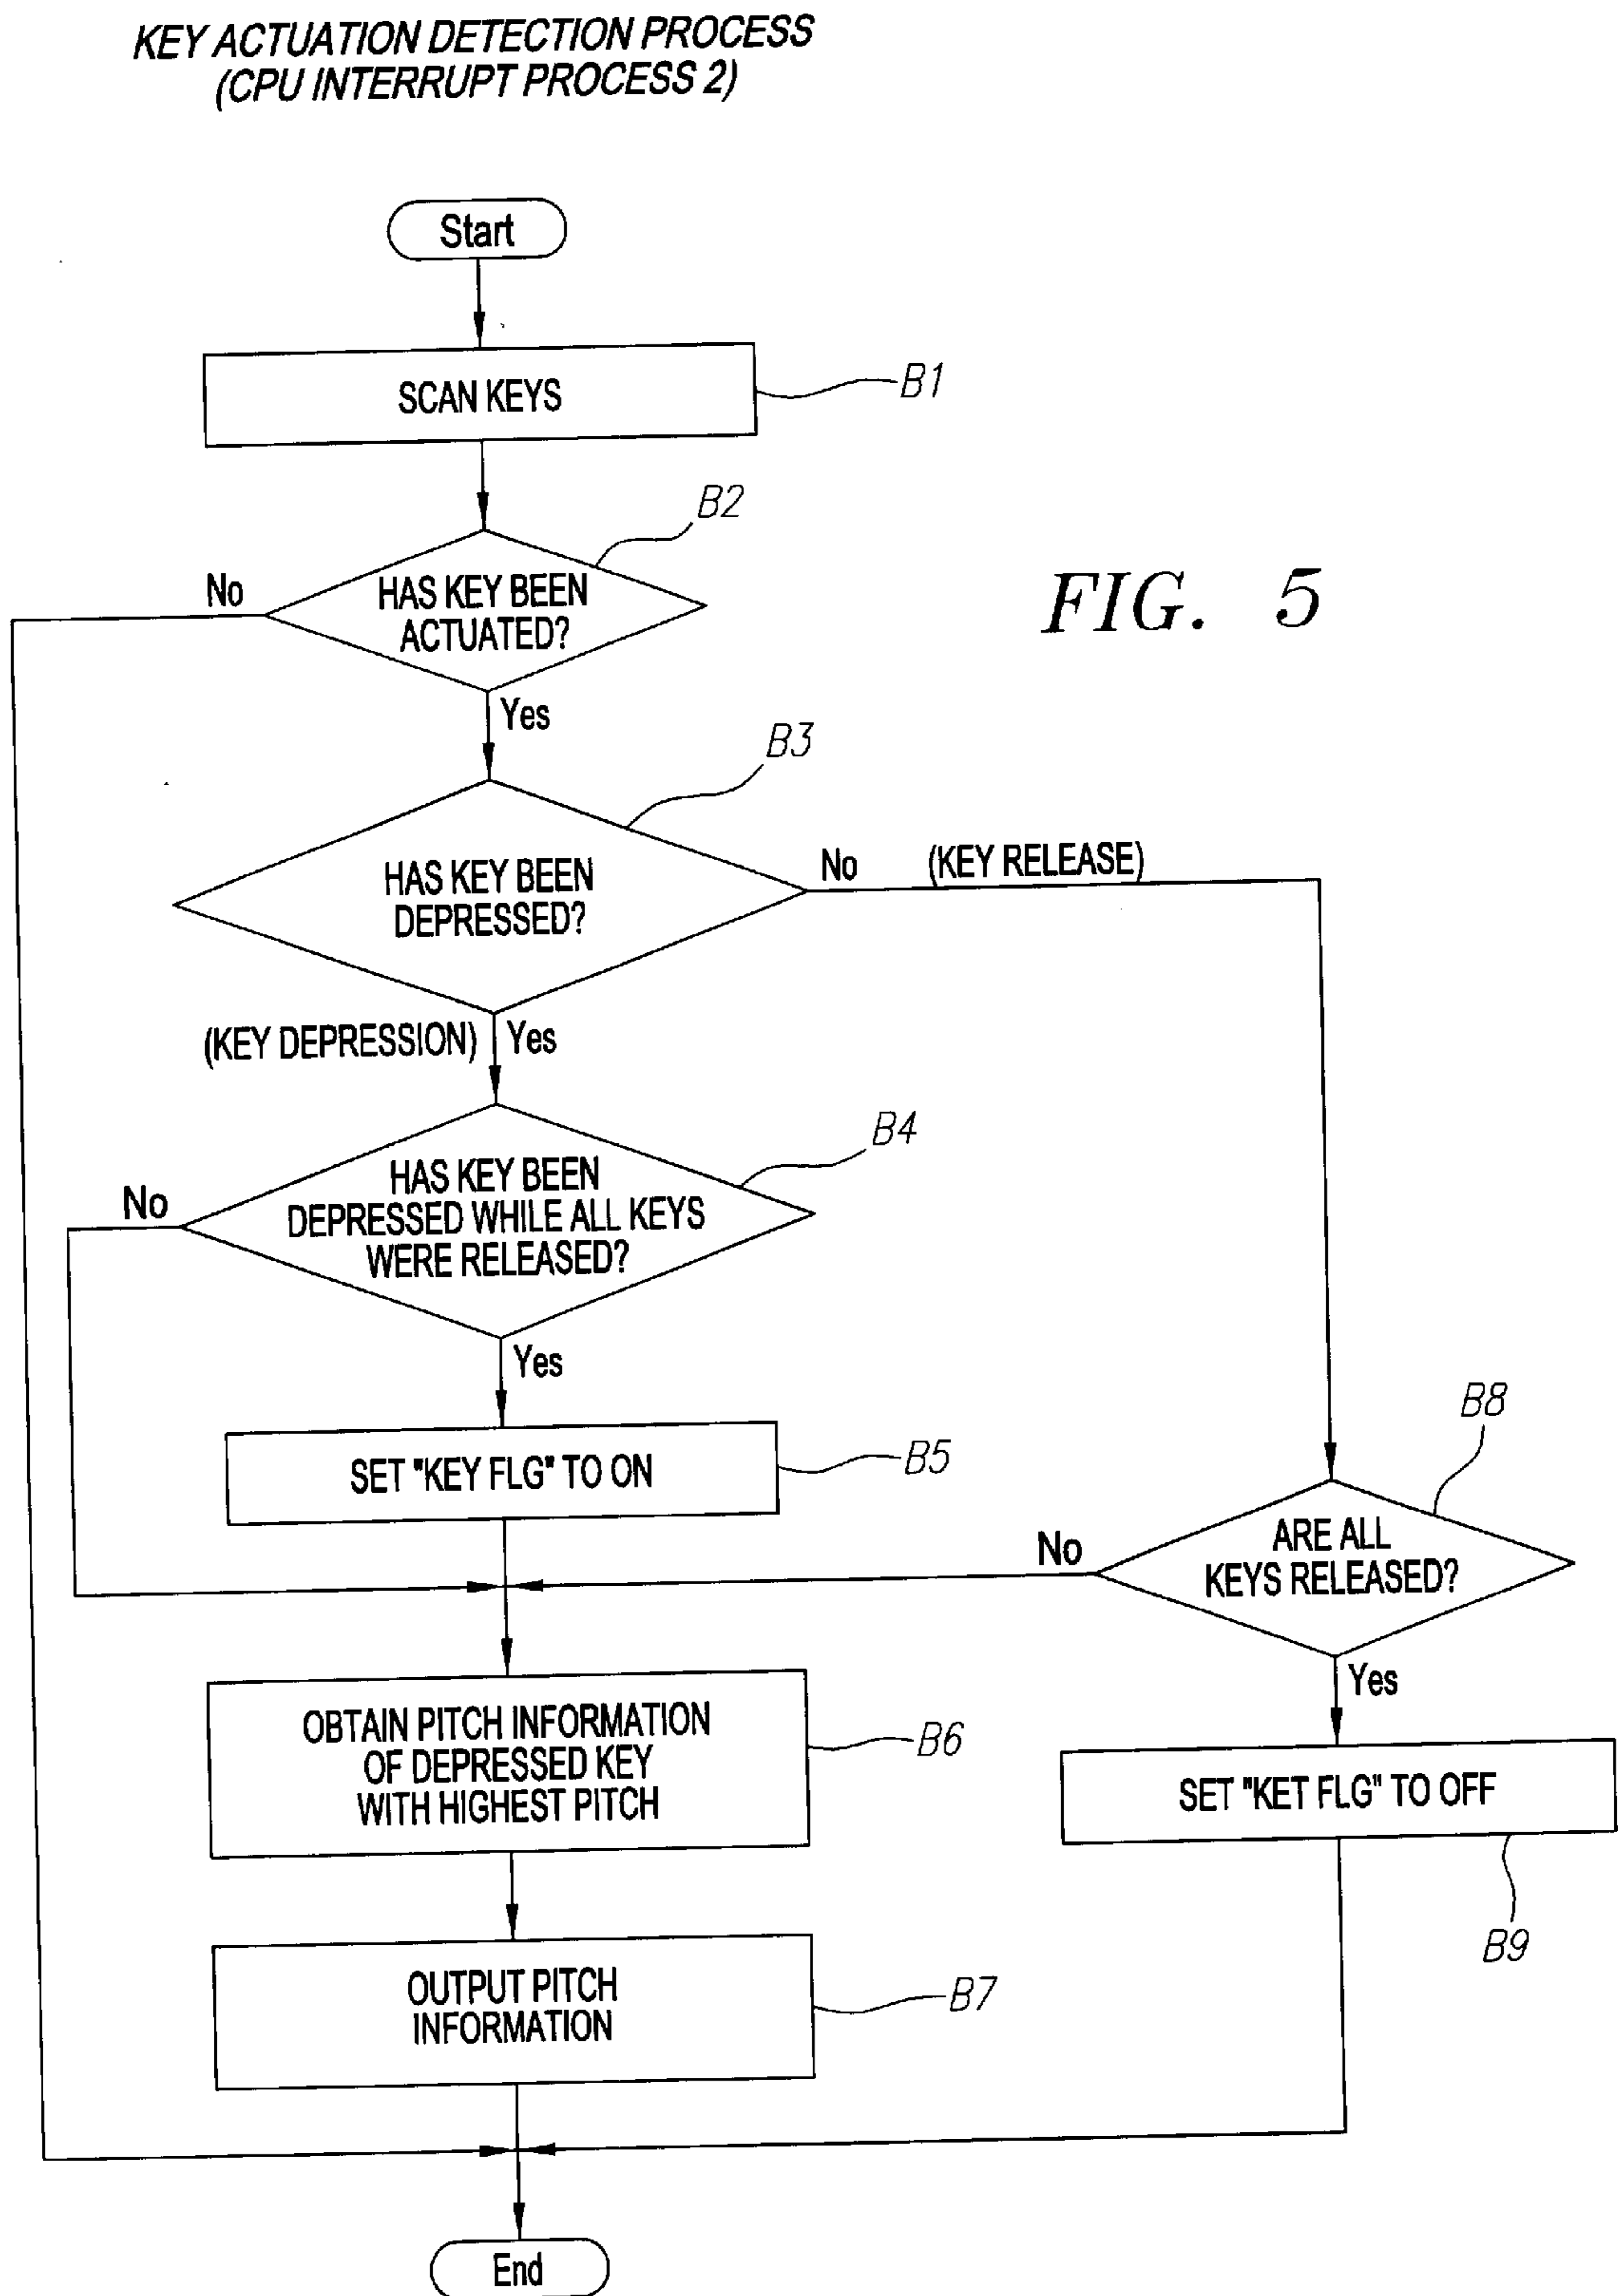 KEY ACTUATION DETECTION PROCESS
(CPU INTERRUPT PROCESS 2)
Start
SCAN KEYS
B1
B2
No
HAS KEY BEEN
ACTUATED?
FIG. 5
Yes
B3
HAS KEY BEEN
DEPRESSED?
No (KEY RELEASE)
(KEY DEPRESSION) Yes
B4
No
HAS KEY BEEN
DEPRESSED WHILE ALL KEYS
WERE RELEASED?
Yes
SET "KEY FLG" TO ON
B5
B8
No
ARE ALL
KEYS RELEASED?
Yes
OBTAIN PITCH INFORMATION
OF DEPRESSED KEY
WITH HIGHEST PITCH
B6
SET "KET FLG" TO OFF
B9
OUTPUT PITCH
INFORMATION
B7
End